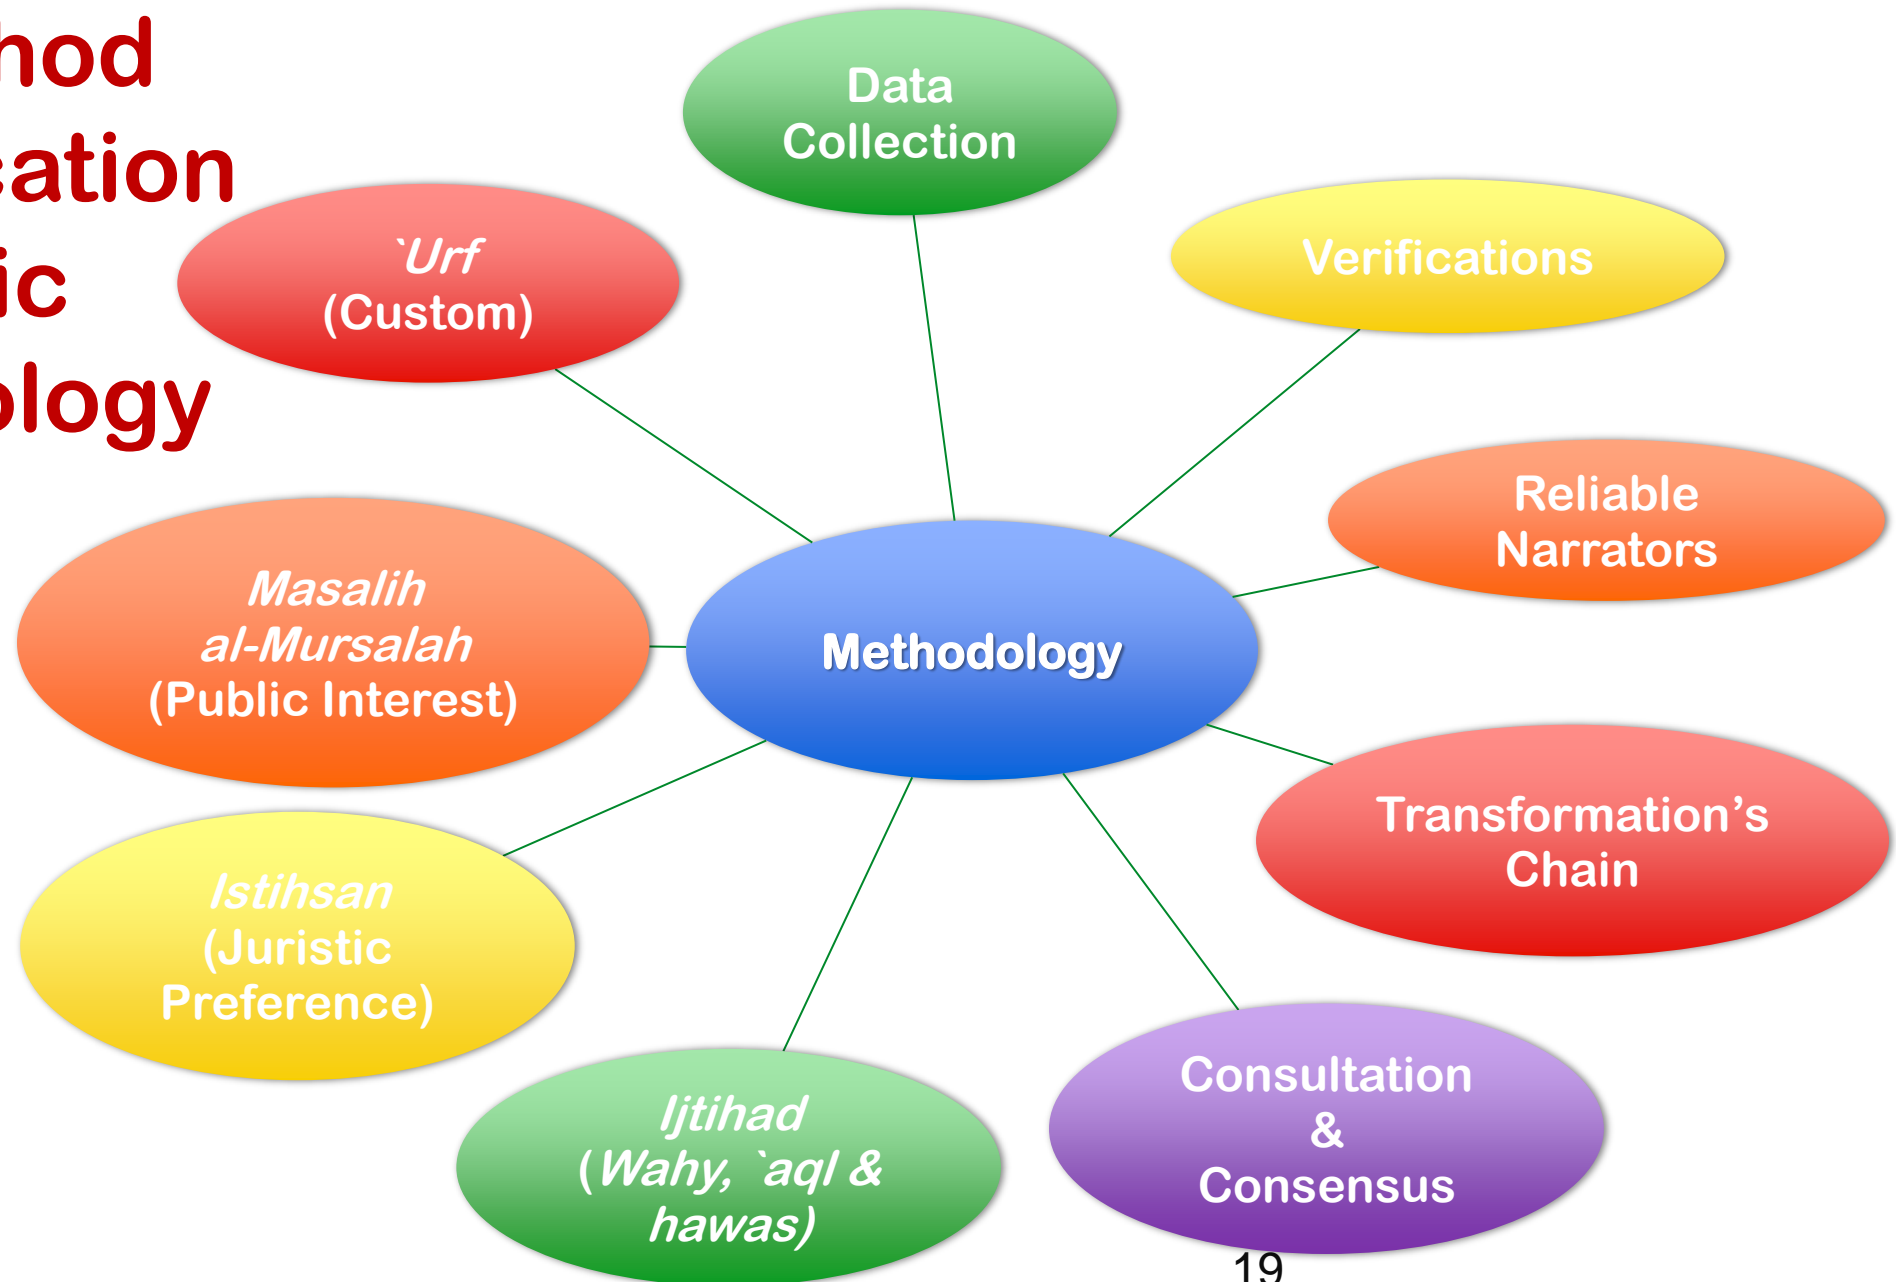 hod
cation
ic
ology
Data
Collection
Verifications
Reliable
Narrators
Transformation’s
Chain
Consultation
&
Consensus
Ijtihad
(Wahy, `aql &
hawas)
Istihsan
(Juristic
Preference)
Masalih
al-Mursalah
(Public Interest)
`Urf
(Custom)
Methodology
19